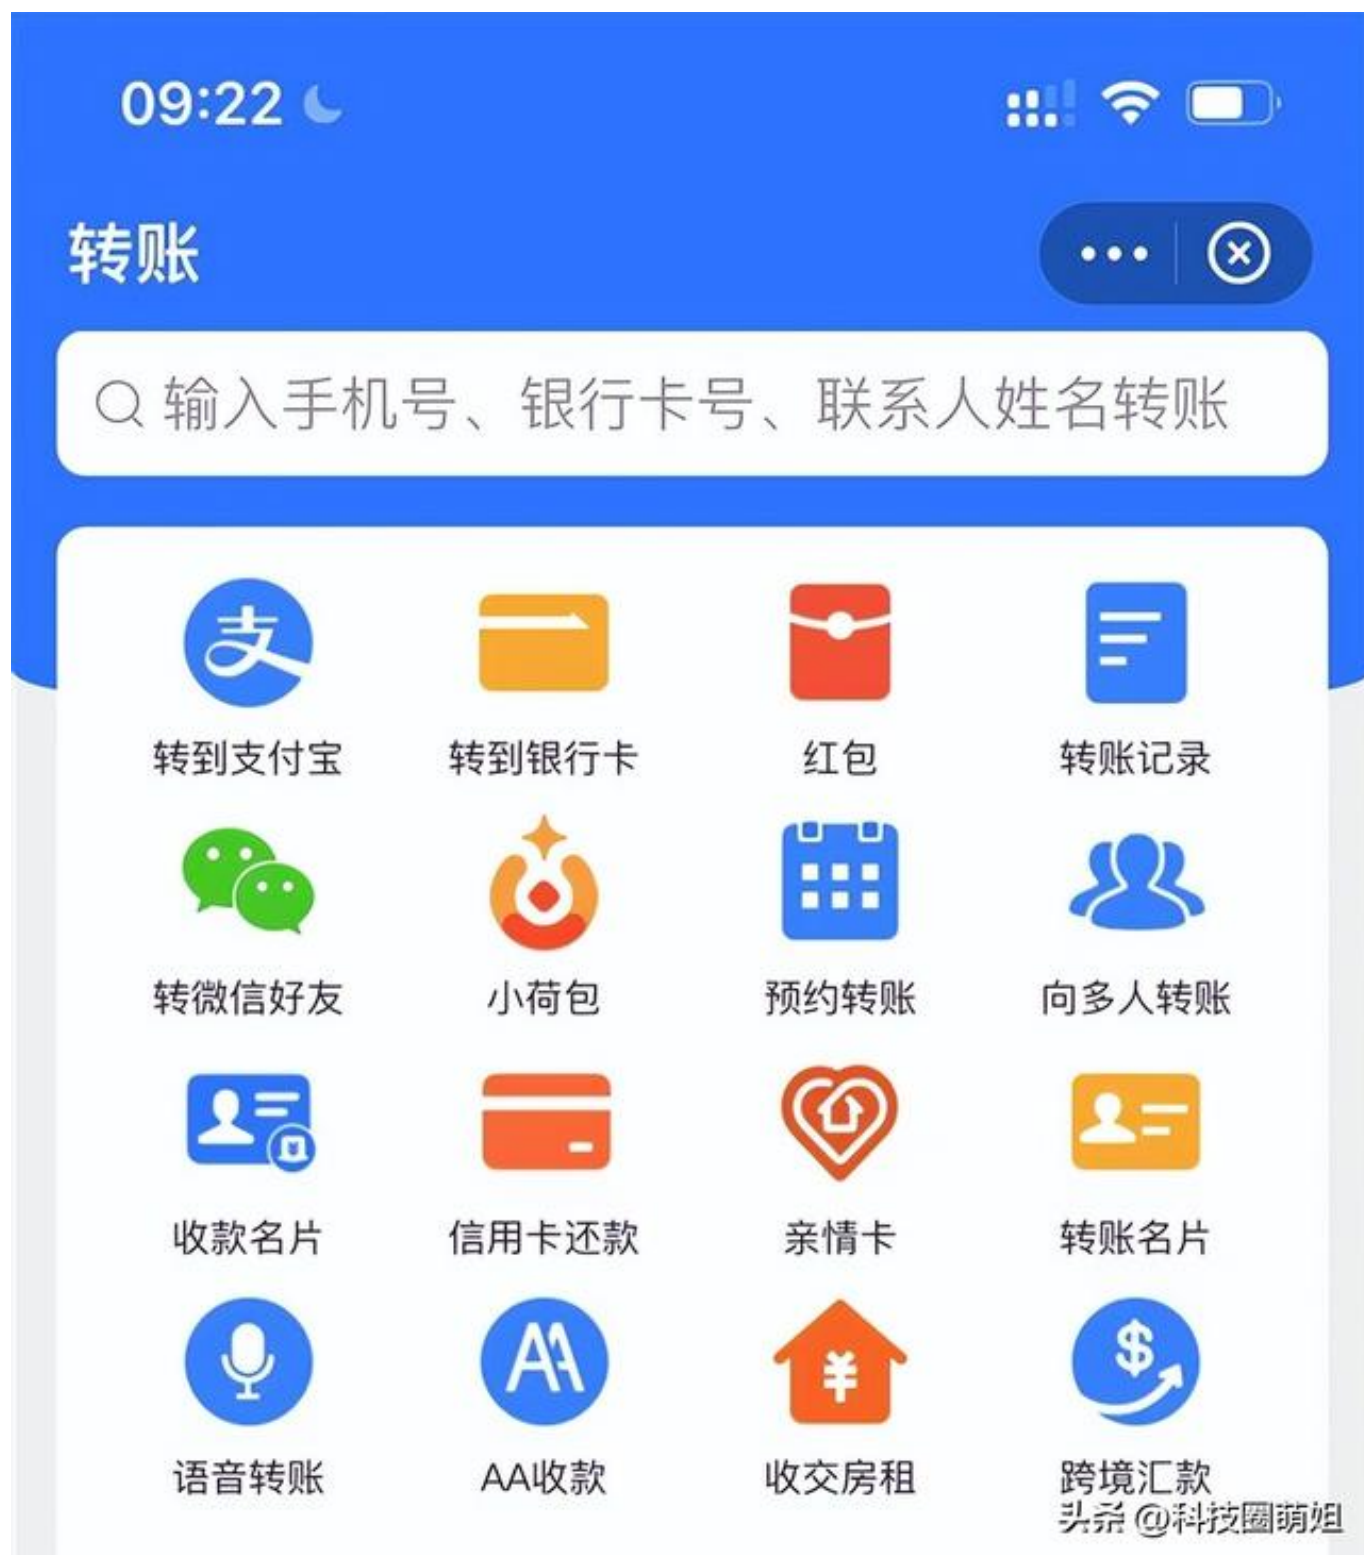 09:22
转账
输入手机号、银行卡号、联系人姓名转账
支
转到支付宝 转到银行卡 红包 转账记录
转微信好友 小荷包 预约转账 向多人转账
收款名片 信用卡还款 亲情卡 转账名片
AA ¥ $
语音转账 AA收款 收交房租 跨境汇款
头条 @科技圈萌姐